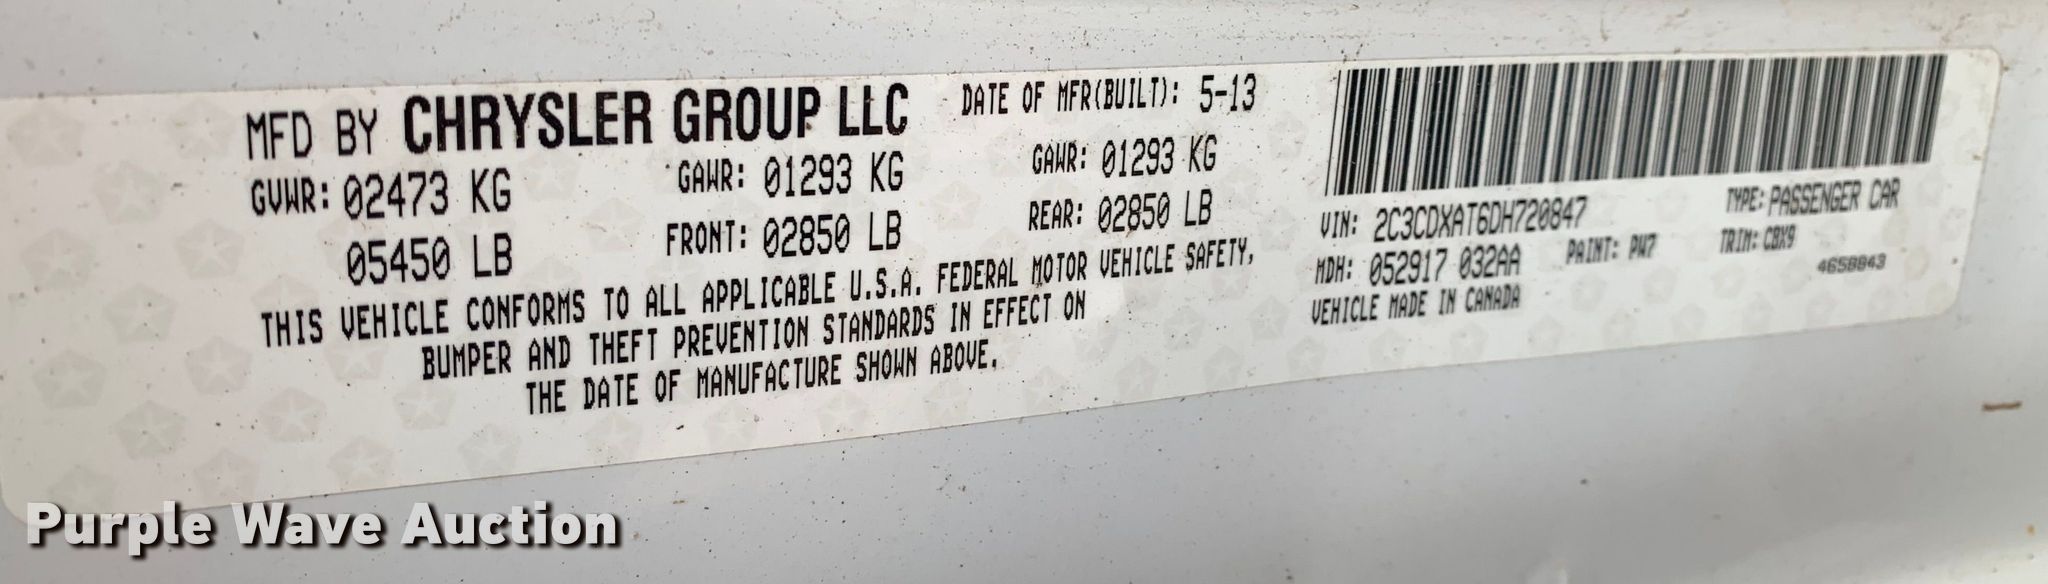 MFD BY CHRYSLER GROUP LLC DATE OF MFR(BUILT): 5-13
GVWR: 02473 KG GAWR: 01293 KG GAWR: 01293 KG
05450 LB FRONT: 02850 LB REAR: 02850 LB
THIS VEHICLE CONFORMS TO ALL APPLICABLE U.S.A. FEDERAL MOTOR VEHICLE SAFETY,
BUMPER AND THEFT PREVENTION STANDARDS IN EFFECT ON
THE DATE OF MANUFACTURE SHOWN ABOVE.
VIN: 2C3CDXAT6DH720847 TYPE: PASSENGER CAR
MDH: 052917 032AA PAINT: PW7 TRIM: CBX9
VEHICLE MADE IN CANADA 4658843
Purple Wave Auction